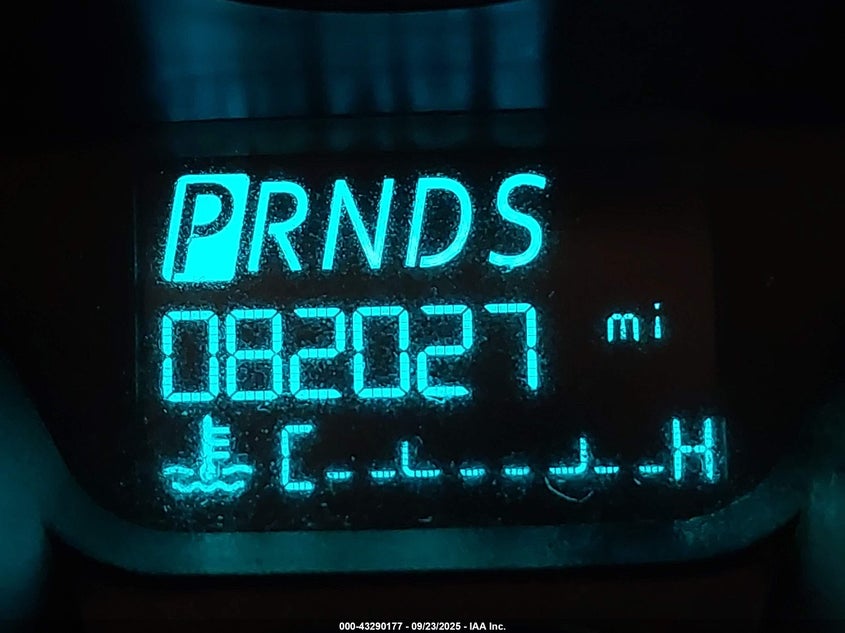 PRNDS
082027 mi
C H
000-43290177 - 09/23/2025 - IAA Inc.